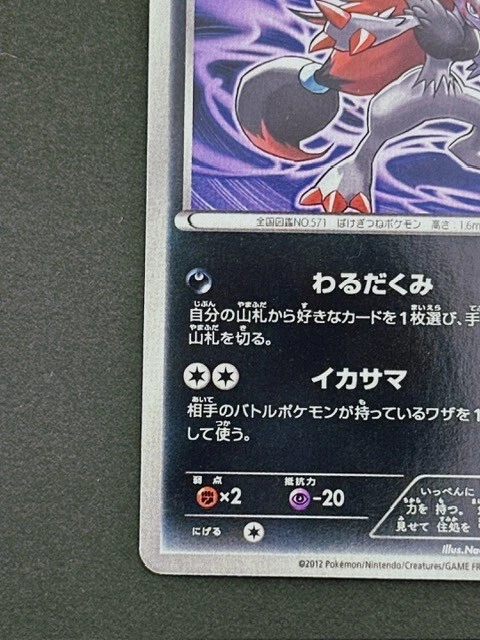 全国図鑑NO.571 ばけぎつねポケモン 高さ：1.6m
わるだくみ
自分の山札から好きなカードを1枚選び、手
山札を切る。
イカサマ
相手のバトルポケモンが持っているワザを1
して使う。
弱点 抵抗力
×2 -20
いっぺんに
力を持つ。
にげる 見せて住処を
Illus.
©2012 Pokémon/Nintendo/Creatures/GAME FR